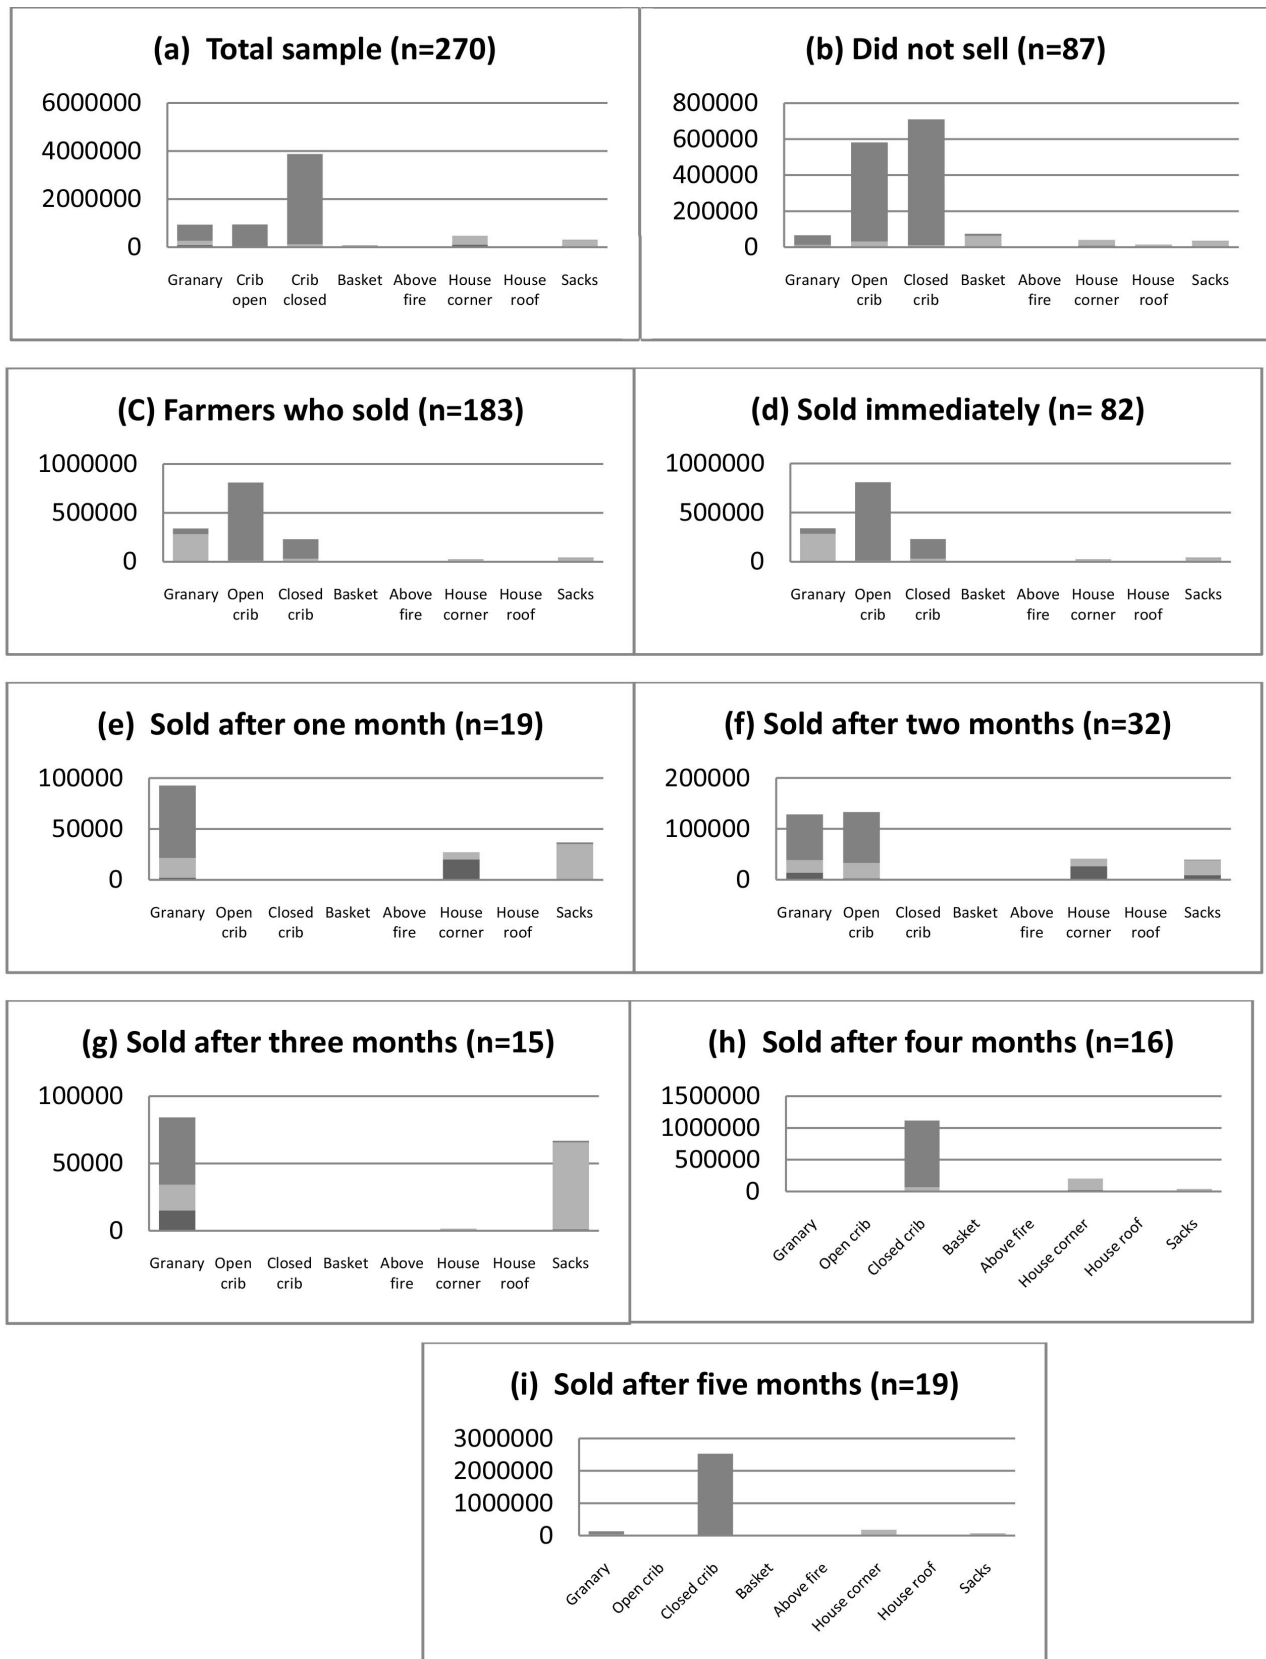 (a) Total sample (n=270)
6000000
4000000
2000000
0
Granary Crib open Crib closed Basket Above fire House corner House roof Sacks
(b) Did not sell (n=87)
800000
600000
400000
200000
0
Granary Open crib Closed crib Basket Above fire House corner House roof Sacks
(C) Farmers who sold (n=183)
1000000
500000
0
Granary Open crib Closed crib Basket Above fire House corner House roof Sacks
(d) Sold immediately (n= 82)
1000000
500000
0
Granary Open crib Closed crib Basket Above fire House corner House roof Sacks
(e) Sold after one month (n=19)
100000
50000
0
Granary Open crib Closed crib Basket Above fire House corner House roof Sacks
(f) Sold after two months (n=32)
200000
100000
0
Granary Open crib Closed crib Basket Above fire House corner House roof Sacks
(g) Sold after three months (n=15)
100000
50000
0
Granary Open crib Closed crib Basket Above fire House corner House roof Sacks
(h) Sold after four months (n=16)
1500000
1000000
500000
0
Granary Open crib Closed crib Basket Above fire House corner House roof Sacks
(i) Sold after five months (n=19)
3000000
2000000
1000000
0
Granary Open crib Closed crib Basket Above fire House corner House roof Sacks